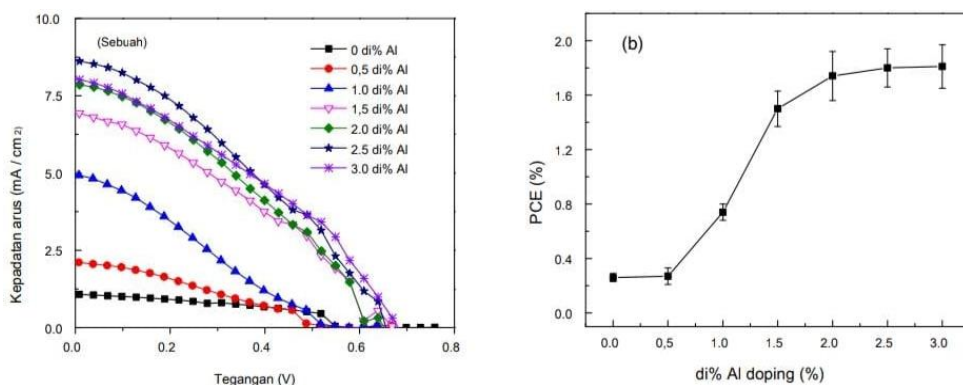 10.0
7.5
5.0
2.5
0.0
Kepadatan arus (mA / cm 2)
(Sebuah)
0 di% Al
0,5 di% Al
1.0 di% Al
1,5 di% Al
2.0 di% Al
2.5 di% Al
3.0 di% Al
0.0 0.2 0.4 0.6 0.8
Tegangan (V)
(b)
2.0
1.6
1.2
0.8
0.4
0.0
PCE (%)
0.0 0,5 1.0 1.5 2.0 2.5 3.0
di% Al doping (%)